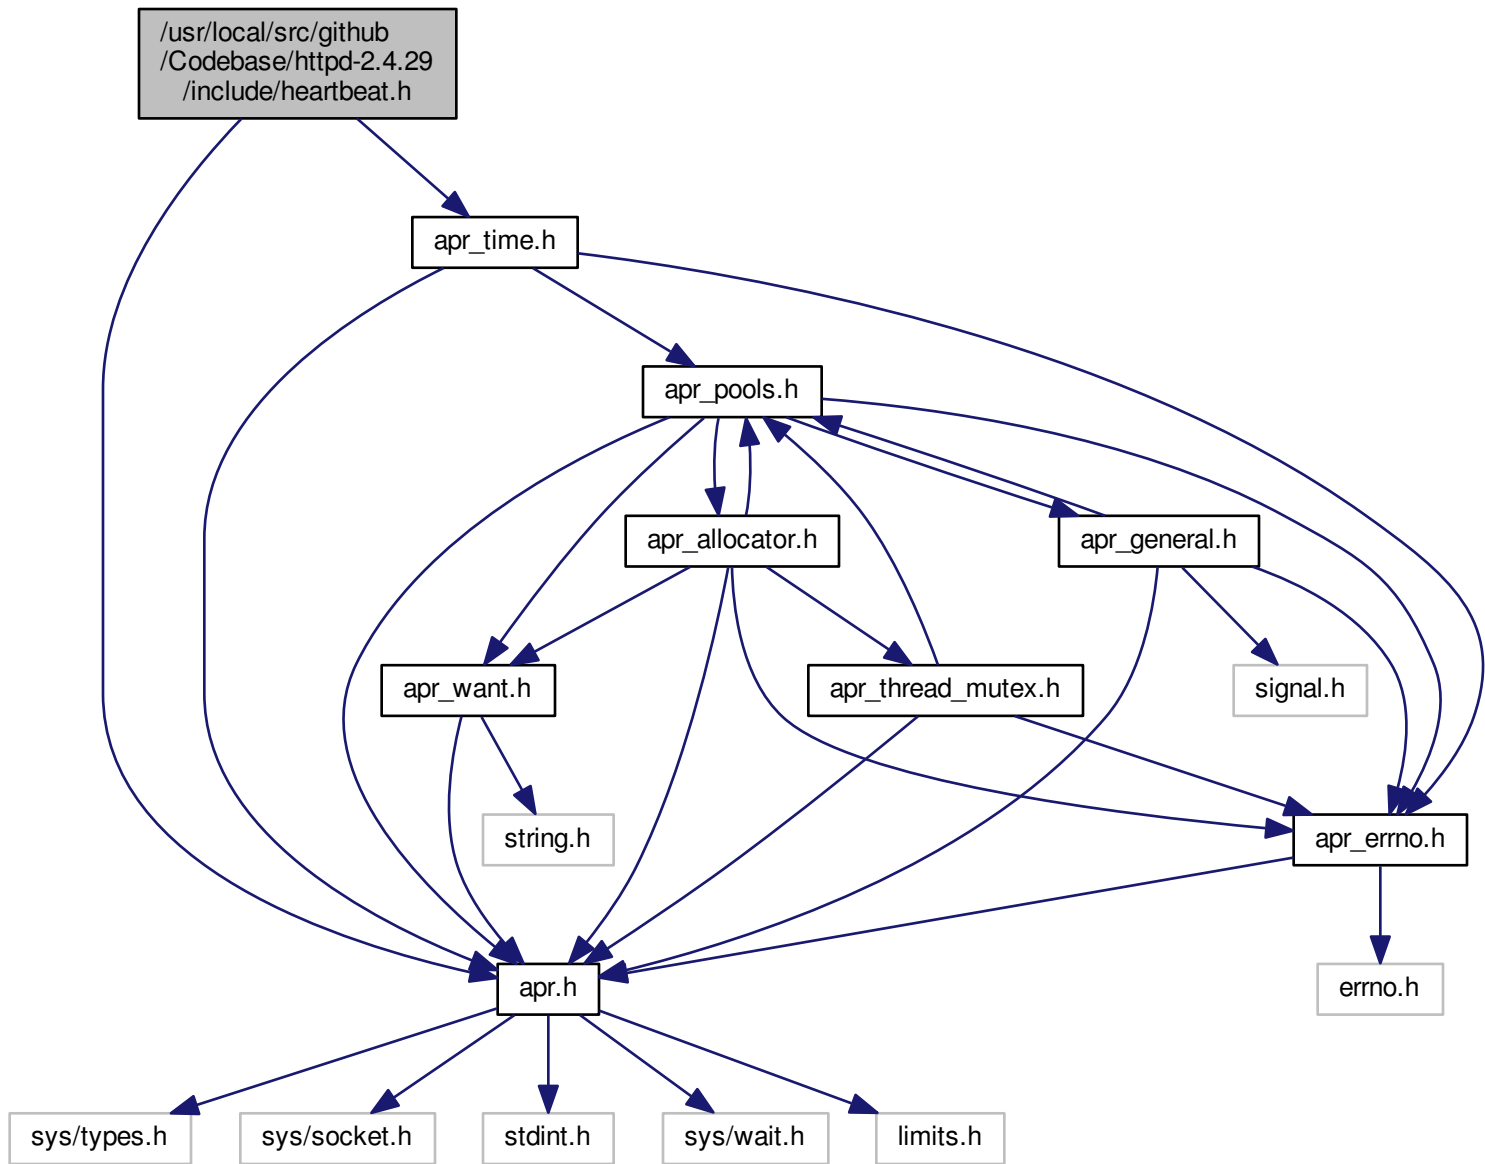 /usr/local/src/github
/Codebase/httpd-2.4.29
/include/heartbeat.h
apr_time.h
apr_pools.h
apr_allocator.h
apr_general.h
apr_want.h
apr_thread_mutex.h
signal.h
string.h
apr_errno.h
apr.h
errno.h
sys/types.h
sys/socket.h
stdint.h
sys/wait.h
limits.h